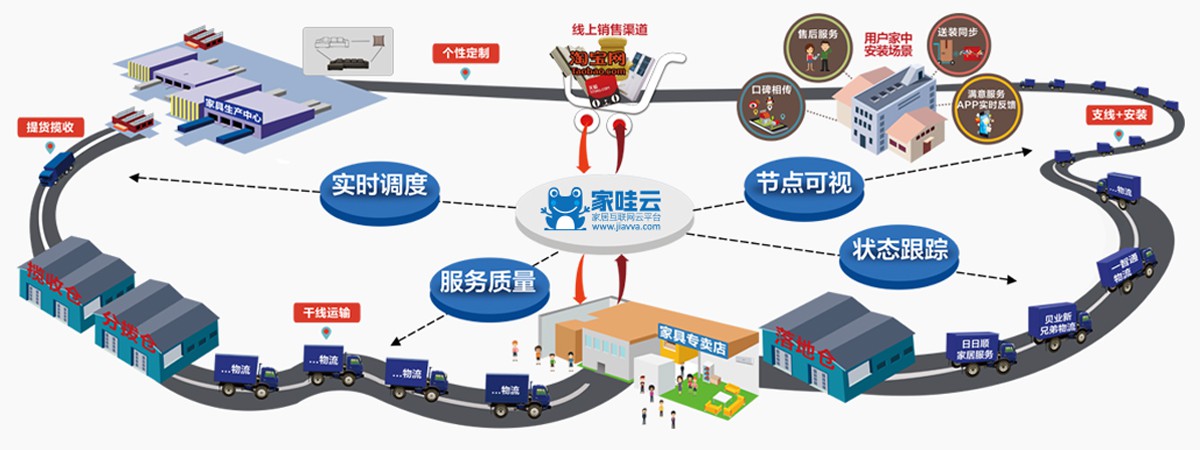 个性定制
线上销售渠道
淘宝网
taobao.com
用户家中
安装场景
售后服务
送装同步
口碑相传
满意服务
APP实时反馈
家具生产中心
提货揽收
支线+安装
实时调度
节点可视
家哇云
家居互联网云平台
www.jiavva.com
服务质量
状态跟踪
...物流
一智通
物流
贝业新
兄弟物流
日日顺
家居服务
揽收仓
分拨仓
干线运输
...物流
...物流
...物流
...物流
家具专卖店
落地仓